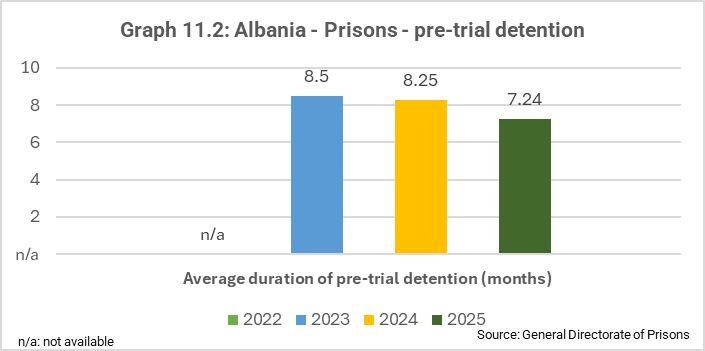 Graph 11.2: Albania - Prisons - pre-trial detention
10
8
6
4
2
n/a
n/a
8.5
8.25
7.24
Average duration of pre-trial detention (months)
2022 2023 2024 2025
n/a: not available
Source: General Directorate of Prisons